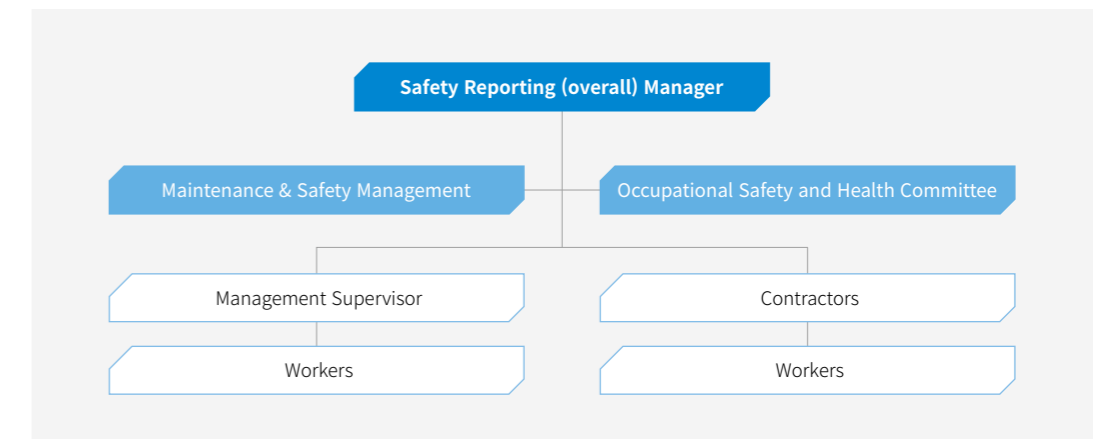 Safety Reporting (overall) Manager
Maintenance & Safety Management
Occupational Safety and Health Committee
Management Supervisor
Contractors
Workers
Workers